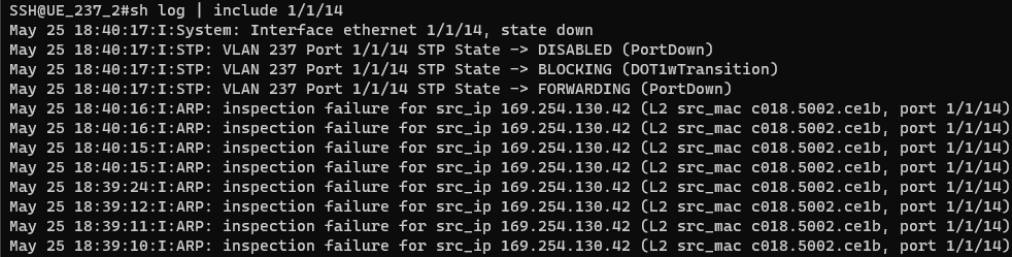 SSH@UE_237_2#sh log | include 1/1/14
May 25 18:40:17:I:System: Interface ethernet 1/1/14, state down
May 25 18:40:17:I:STP: VLAN 237 Port 1/1/14 STP State -> DISABLED (PortDown)
May 25 18:40:17:I:STP: VLAN 237 Port 1/1/14 STP State -> BLOCKING (DOT1wTransition)
May 25 18:40:17:I:STP: VLAN 237 Port 1/1/14 STP State -> FORWARDING (PortDown)
May 25 18:40:16:I:ARP: inspection failure for src_ip 169.254.130.42 (L2 src_mac c018.5002.ce1b, port 1/1/14)
May 25 18:40:16:I:ARP: inspection failure for src_ip 169.254.130.42 (L2 src_mac c018.5002.ce1b, port 1/1/14)
May 25 18:40:15:I:ARP: inspection failure for src_ip 169.254.130.42 (L2 src_mac c018.5002.ce1b, port 1/1/14)
May 25 18:40:15:I:ARP: inspection failure for src_ip 169.254.130.42 (L2 src_mac c018.5002.ce1b, port 1/1/14)
May 25 18:39:24:I:ARP: inspection failure for src_ip 169.254.130.42 (L2 src_mac c018.5002.ce1b, port 1/1/14)
May 25 18:39:12:I:ARP: inspection failure for src_ip 169.254.130.42 (L2 src_mac c018.5002.ce1b, port 1/1/14)
May 25 18:39:11:I:ARP: inspection failure for src_ip 169.254.130.42 (L2 src_mac c018.5002.ce1b, port 1/1/14)
May 25 18:39:10:I:ARP: inspection failure for src_ip 169.254.130.42 (L2 src_mac c018.5002.ce1b, port 1/1/14)